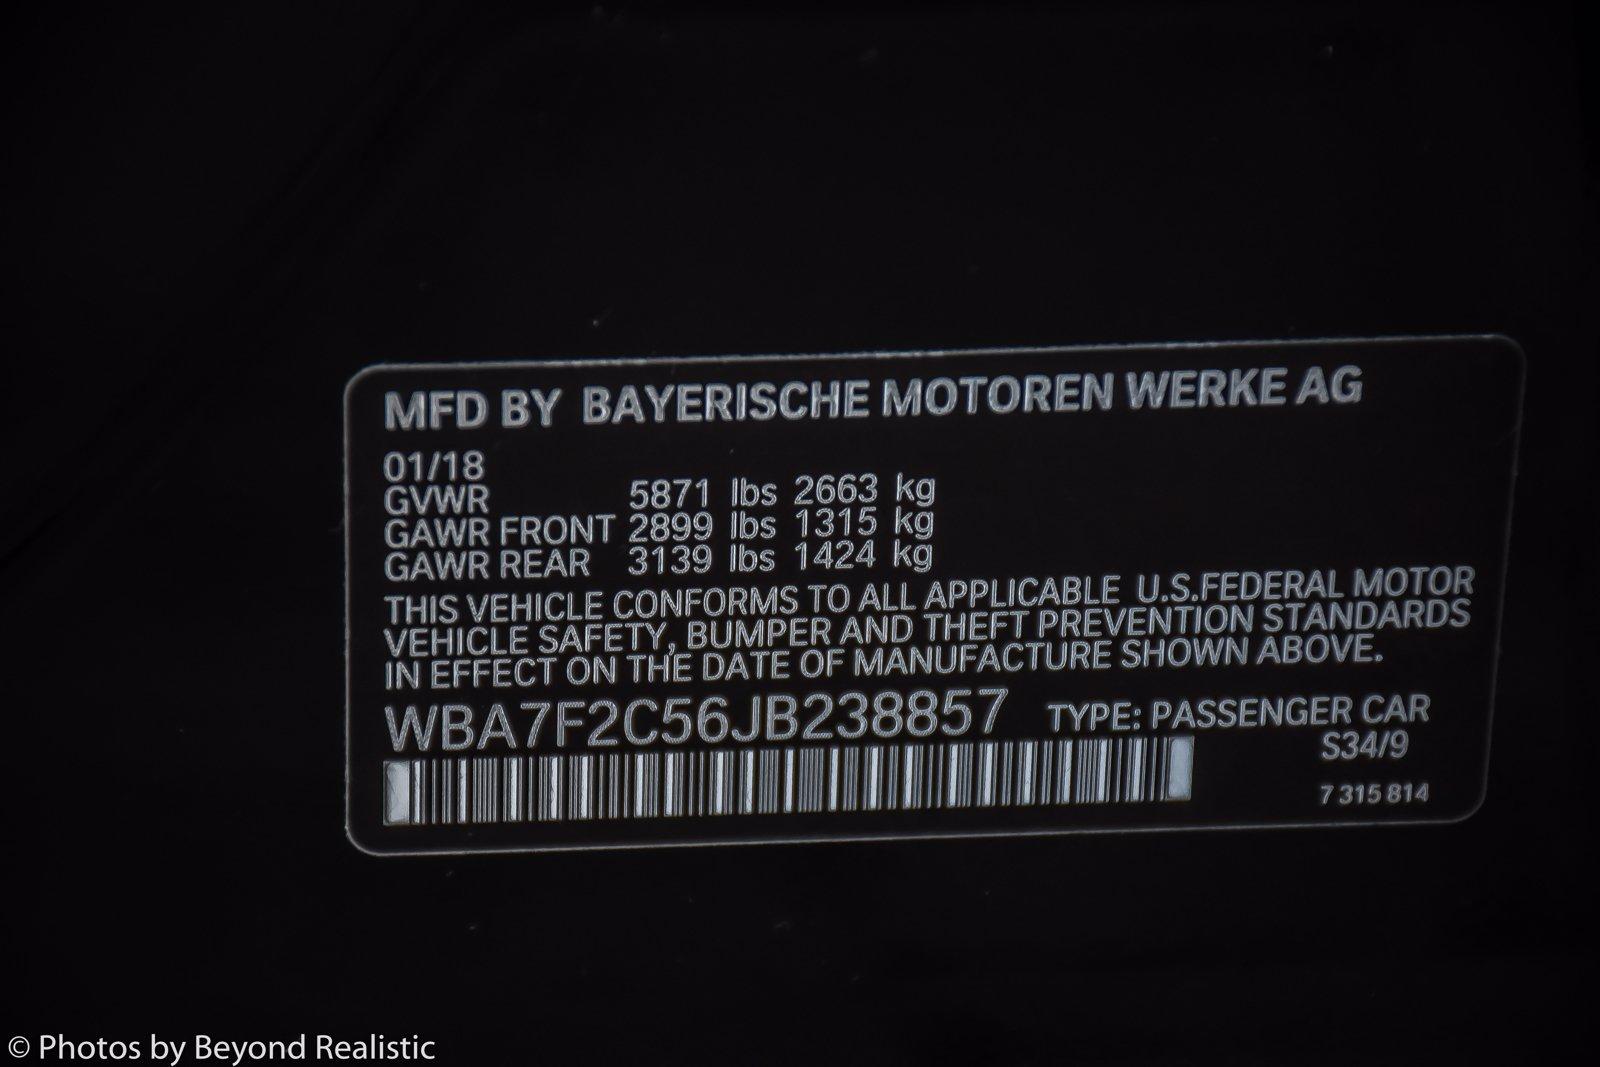 MFD BY BAYERISCHE MOTOREN WERKE AG
01/18
GVWR 5871 lbs 2663 kg
GAWR FRONT 2899 lbs 1315 kg
GAWR REAR 3139 lbs 1424 kg
THIS VEHICLE CONFORMS TO ALL APPLICABLE U.S.FEDERAL MOTOR
VEHICLE SAFETY, BUMPER AND THEFT PREVENTION STANDARDS
IN EFFECT ON THE DATE OF MANUFACTURE SHOWN ABOVE.
WBA7F2C56JB238857 TYPE: PASSENGER CAR
S34/9
7 315 814
© Photos by Beyond Realistic